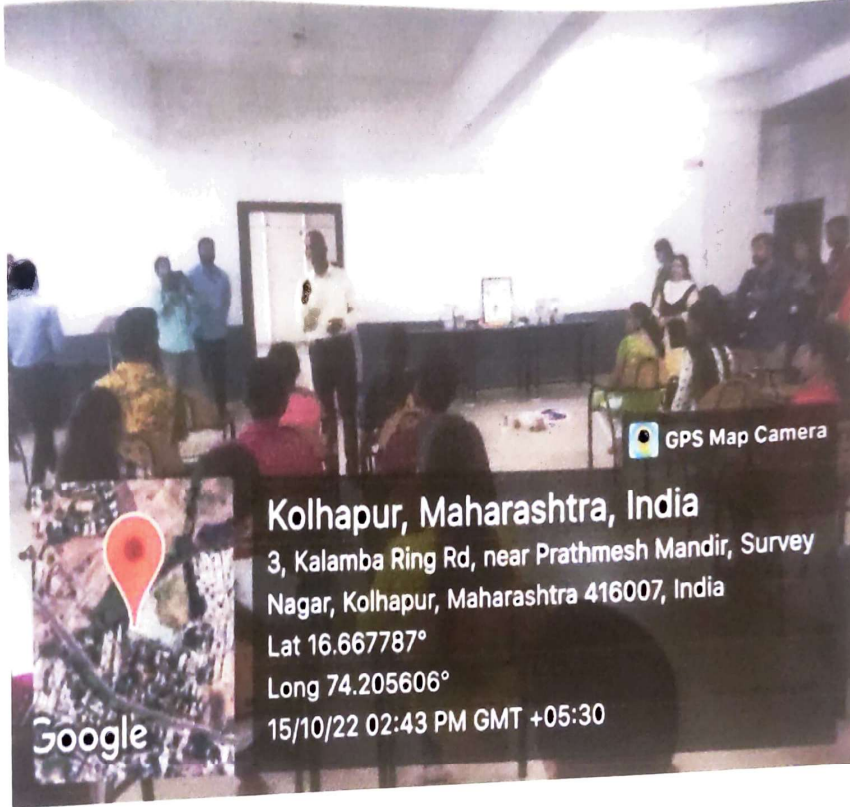 GPS Map Camera
Kolhapur, Maharashtra, India
3, Kalamba Ring Rd, near Prathmesh Mandir, Survey
Nagar, Kolhapur, Maharashtra 416007, India
Lat 16.667787°
Long 74.205606°
15/10/22 02:43 PM GMT +05:30
Google